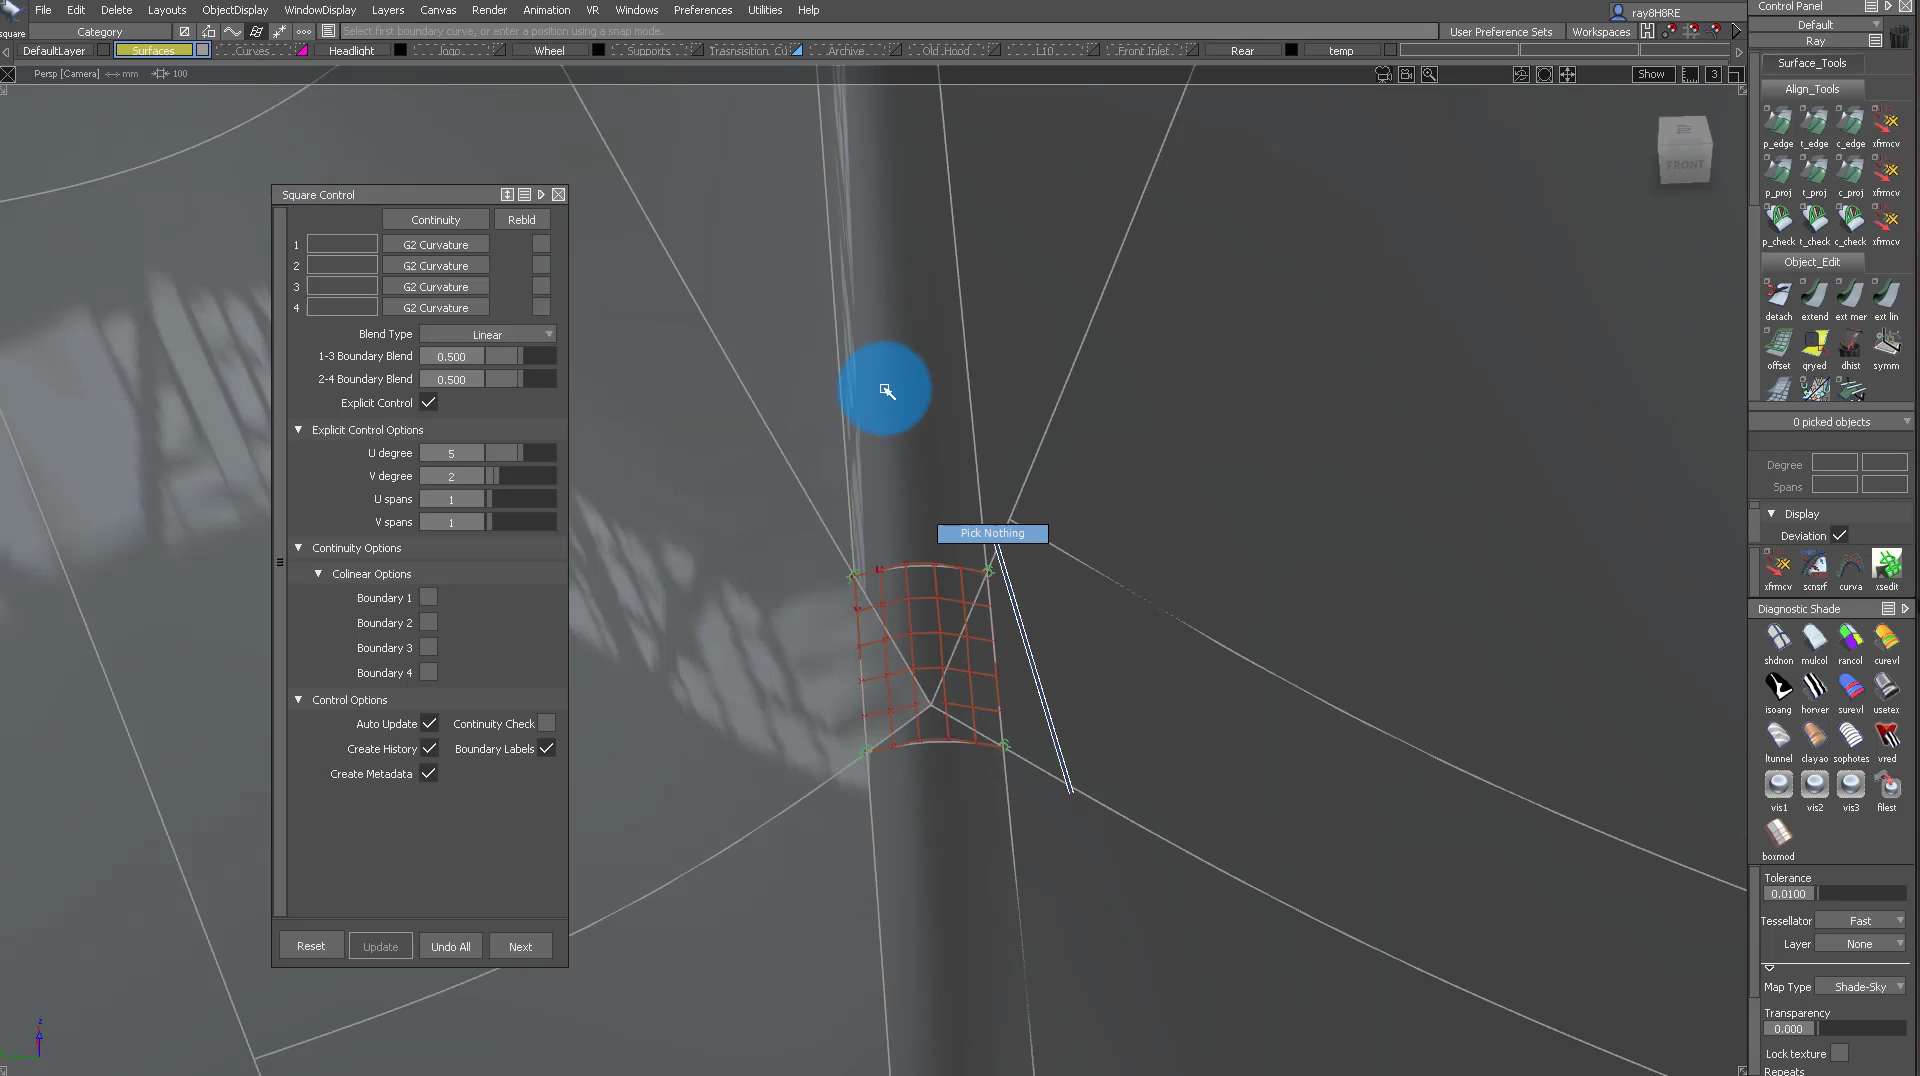 File Edit Delete Layouts ObjectDisplay WindowDisplay Layers Canvas Render Animation VR Windows Preferences Utilities Help
ray8H8RE
square
Category
Select first boundary curve, or enter a position using a snap mode.
User Preference Sets
Workspaces
DefaultLayer
Surfaces
Curves
Headlight
logo
Wheel
Supports
Archive
Old_Hood
L10
Front Inlet
Rear
temp
Persp [Camera]
mm
100
Show
3
FRONT
Square Control
Continuity
Rebld
1 G2 Curvature
2 G2 Curvature
3 G2 Curvature
4 G2 Curvature
Blend Type Linear
1-3 Boundary Blend 0.500
2-4 Boundary Blend 0.500
Explicit Control
Explicit Control Options
U degree 5
V degree 2
U spans 1
V spans 1
Continuity Options
Colinear Options
Boundary 1
Boundary 2
Boundary 3
Boundary 4
Control Options
Auto Update Continuity Check
Create History Boundary Labels
Create Metadata
Reset Update Undo All Next
Pick Nothing
Control Panel
Default
Ray
Surface_Tools
Align_Tools
p_edge t_edge c_edge xfrmcv
p_proj t_proj c_proj xfrmcv
p_check t_check c_check xfrmcv
Object_Edit
detach extend ext mer ext lin
offset qryed dhist symm
0 picked objects
Degree
Spans
Display
Deviation
xfrmcv scnsrf curva xsedit
Diagnostic Shade
shdnon mulcol rancol curevl
isoang horver surevl usetex
ltunnel clayao sophotes vred
vis1 vis2 vis3 filest
boxmod
Tolerance
0.0100
Tessellator Fast
Layer None
Map Type Shade-Sky
Transparency
0.000
Lock texture
Repeats